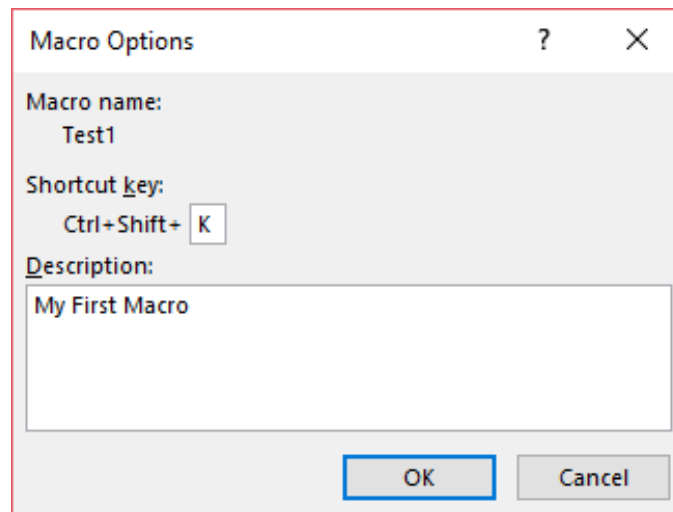 Macro Options ?
Macro name:
Test1
Shortcut key:
Ctrl+Shift+ K
Description:
My First Macro
OK Cancel